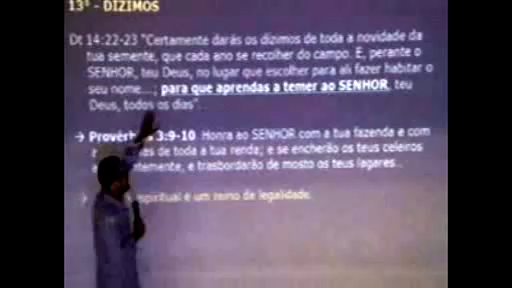 13º - DÍZIMOS
Dt 14:22-23 "Certamente darás os dízimos de toda a novidade da
tua semente, que cada ano se recolher do campo. E, perante o
SENHOR, teu Deus, no lugar que escolher para ali fazer habitar o
seu nome...; para que aprendas a temer ao SENHOR, teu
Deus, todos os dias".
→ Provérbios 3:9-10. Honra ao SENHOR com a tua fazenda e com
de toda a tua renda; e se encherão os teus celeiros
e trasbordarão de mosto os teus lagares.
→ espiritual é um reino de legalidade.